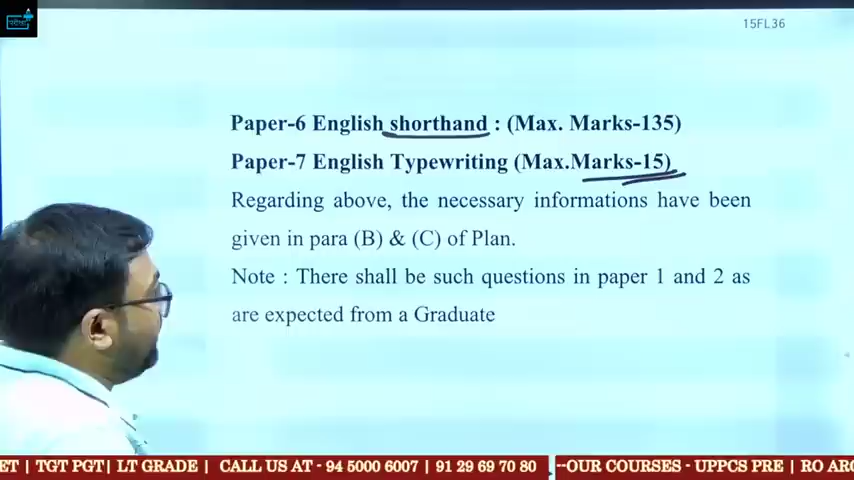 15FL36
Paper-6 English shorthand : (Max. Marks-135)
Paper-7 English Typewriting (Max.Marks-15)
Regarding above, the necessary informations have been
given in para (B) & (C) of Plan.
Note : There shall be such questions in paper 1 and 2 as
are expected from a Graduate
ET | TGT PGT| LT GRADE | CALL US AT - 94 5000 6007 | 91 29 69 70 80 --OUR COURSES - UPPCS PRE | RO ARO